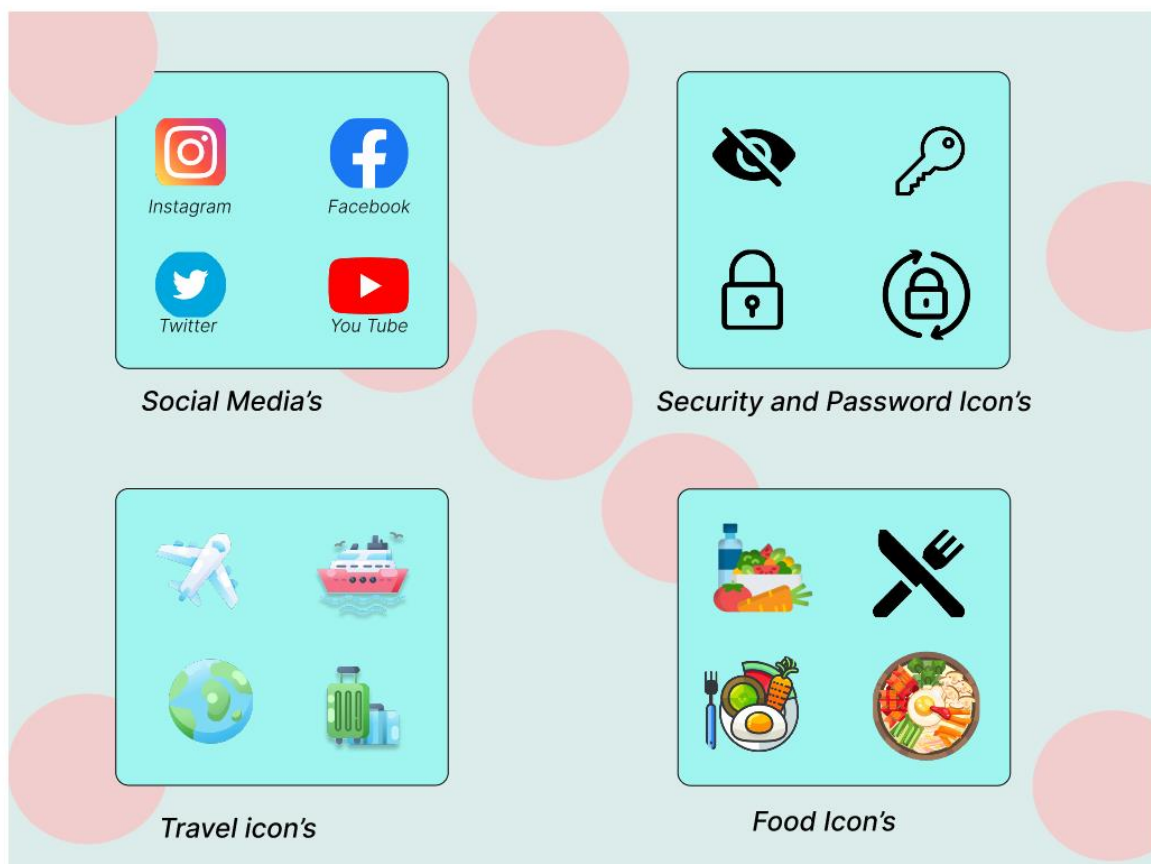 Instagram
Facebook
Twitter
You Tube
Social Media's
Security and Password Icon's
Travel icon's
Food Icon's